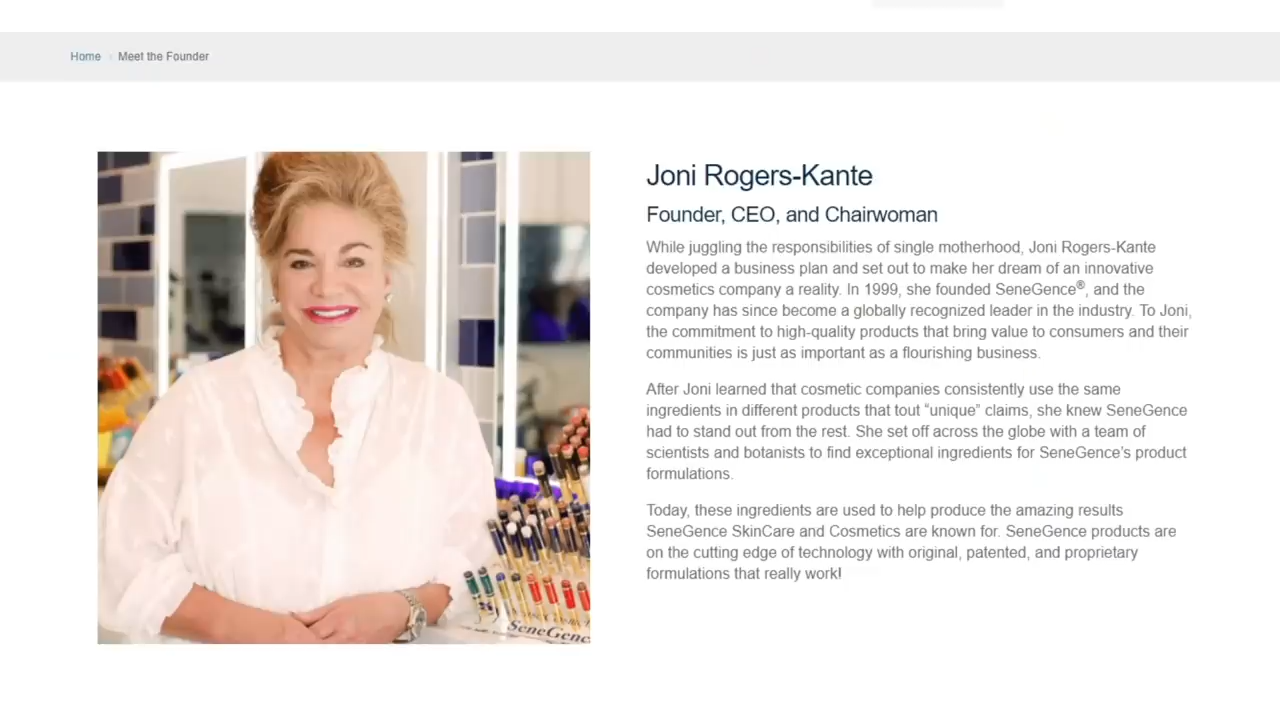 Home › Meet the Founder
Joni Rogers-Kante
Founder, CEO, and Chairwoman
While juggling the responsibilities of single motherhood, Joni Rogers-Kante
developed a business plan and set out to make her dream of an innovative
cosmetics company a reality. In 1999, she founded SeneGence®, and the
company has since become a globally recognized leader in the industry. To Joni,
the commitment to high-quality products that bring value to consumers and their
communities is just as important as a flourishing business.
After Joni learned that cosmetic companies consistently use the same
ingredients in different products that tout “unique” claims, she knew SeneGence
had to stand out from the rest. She set off across the globe with a team of
scientists and botanists to find exceptional ingredients for SeneGence’s product
formulations.
Today, these ingredients are used to help produce the amazing results
SeneGence SkinCare and Cosmetics are known for. SeneGence products are
on the cutting edge of technology with original, patented, and proprietary
formulations that really work!
SeneGenc